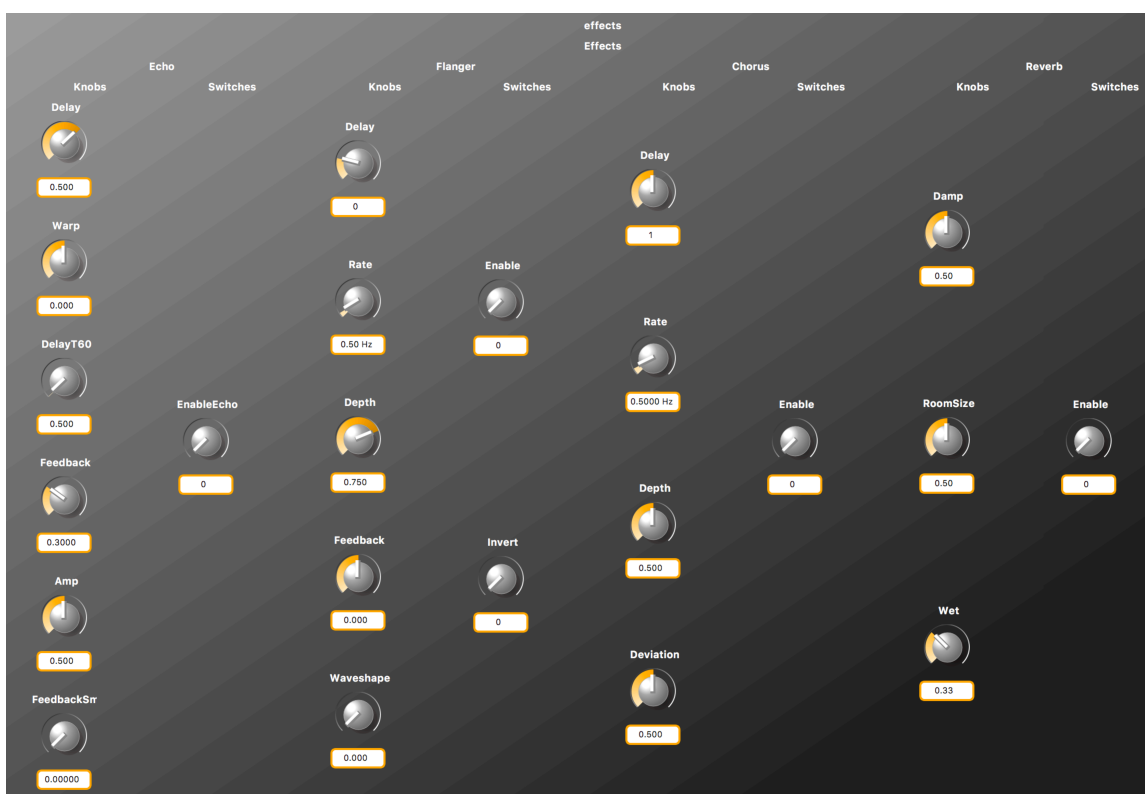 effects
Effects
Echo
Flanger
Chorus
Reverb
Knobs
Switches
Knobs
Switches
Knobs
Switches
Knobs
Switches
Delay
0.500
Warp
0.000
DelayT60
0.500
Feedback
0.3000
Amp
0.500
FeedbackSm
0.00000
EnableEcho
0
Delay
0
Rate
0.50 Hz
Depth
0.750
Feedback
0.000
Waveshape
0.000
Enable
0
Invert
0
Delay
1
Rate
0.5000 Hz
Depth
0.500
Deviation
0.500
Enable
0
Damp
0.50
RoomSize
0.50
Wet
0.33
Enable
0